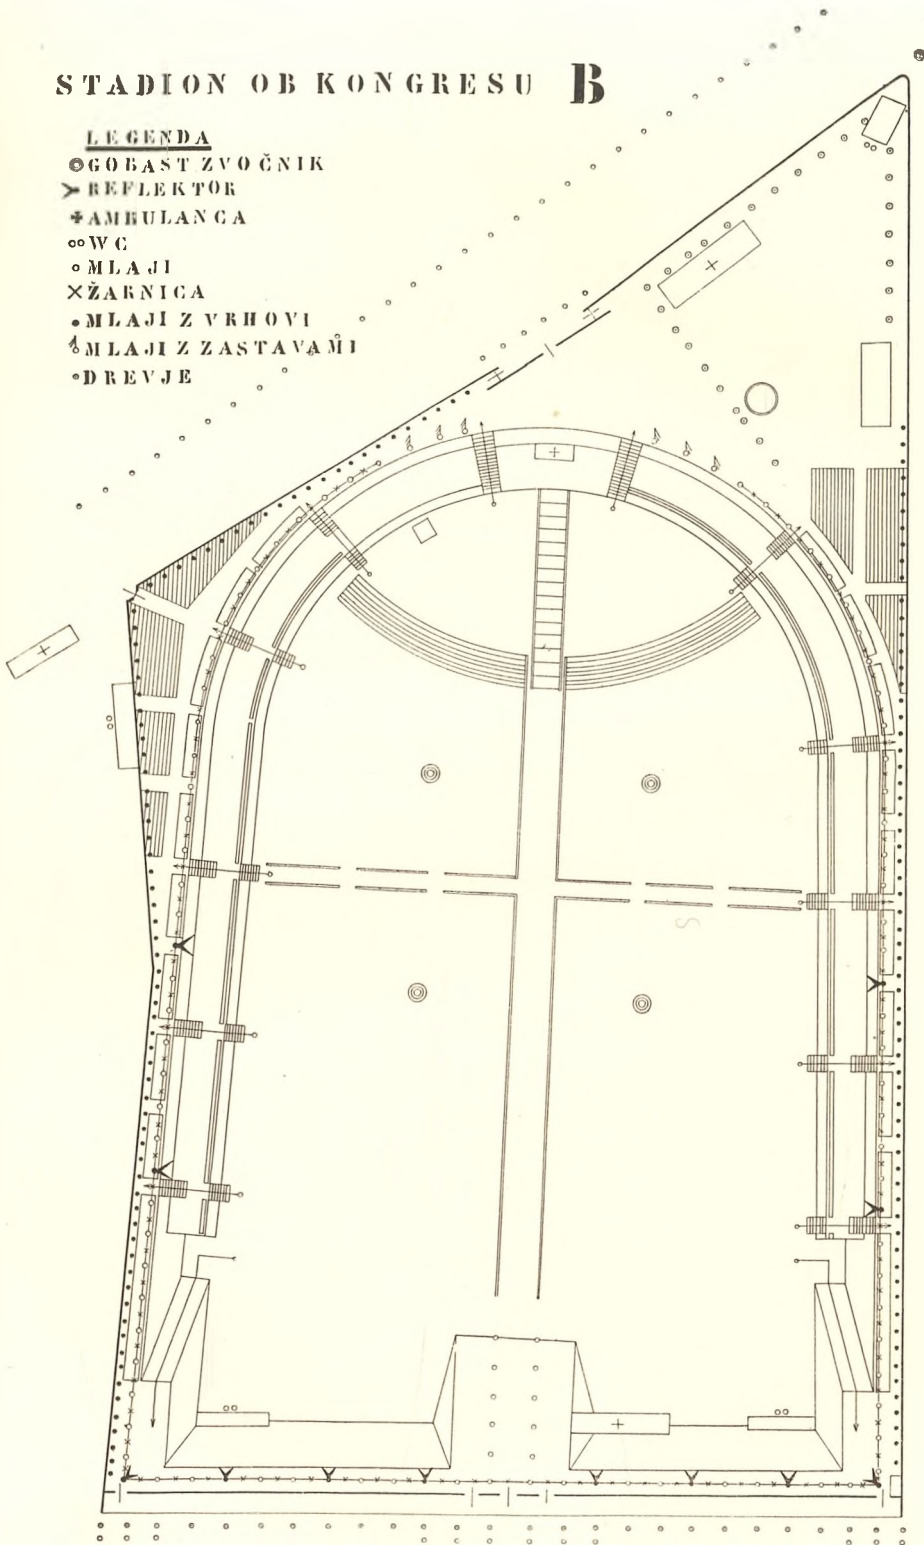 STADION OB KONGRESU B
LEGENDA
GOBAST ZVOČNIK
REFLEKTOR
AMBULANCA
WC
MLAJI
ŽARNICA
MLAJI Z VRHOVI
MLAJI Z ZASTAVAMI
DREVJE